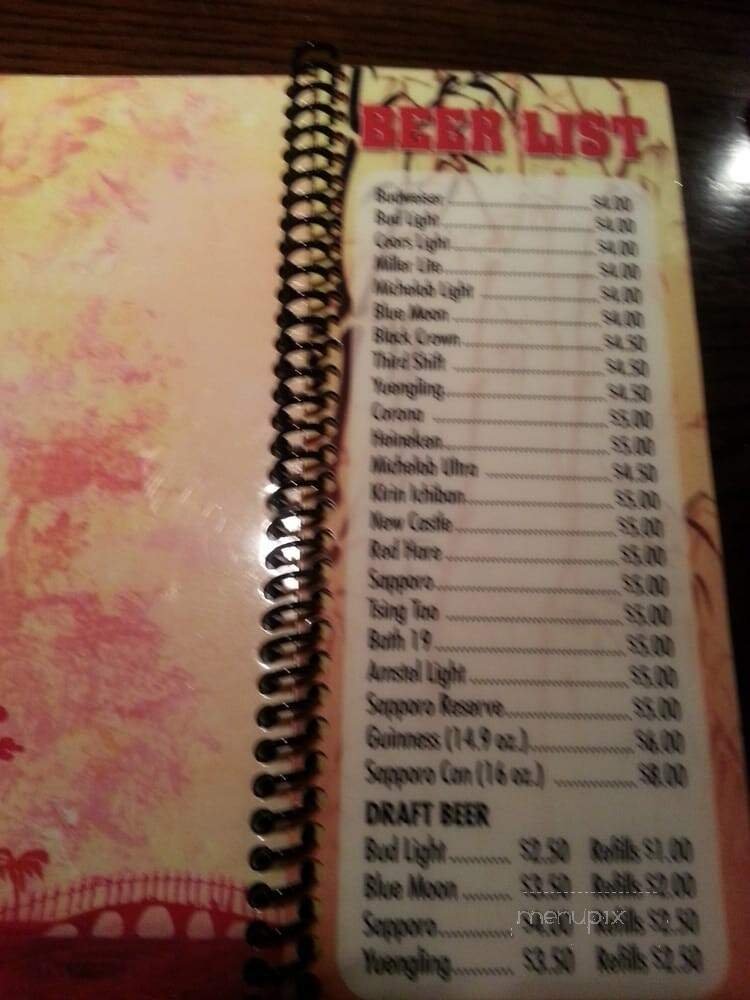 BEER LIST
Budweiser $4.00
Bud Light $4.00
Coors Light $4.00
Miller Lite $4.00
Michelob Light $4.00
Blue Moon $4.00
Black Crown $4.50
Third Shift $4.50
Yuengling $4.50
Corona $5.00
Heineken $5.00
Michelob Ultra $4.50
Kirin Ichiban $5.00
New Castle $5.00
Red Hare $5.00
Sapporo $5.00
Tsing Tao $5.00
Bath 19 $5.00
Amstel Light $5.00
Sapporo Reserve $5.00
Guinness (14.9 oz.) $6.00
Sapporo Can (16 oz.) $8.00
DRAFT BEER
Bud Light $2.50 Refills $1.00
Blue Moon $3.50 Refills $2.00
Sapporo Refills $2.50
Yuengling $3.50 Refills $2.50
menupix